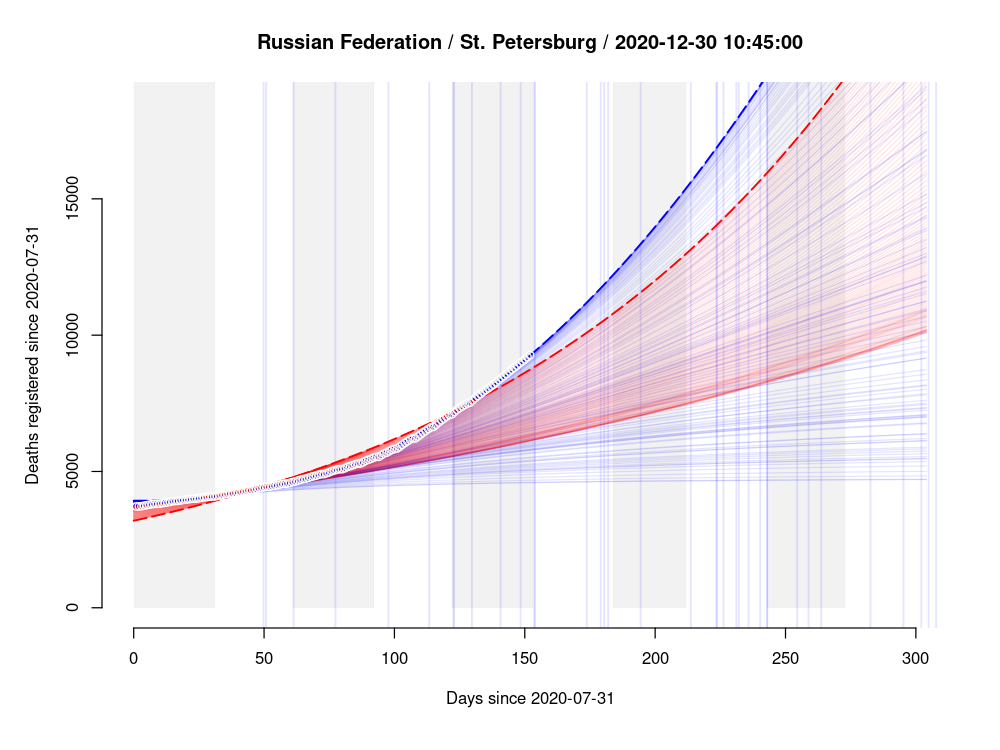 Russian Federation / St. Petersburg / 2020-12-30 10:45:00
Deaths registered since 2020-07-31
15000
10000
5000
0
0 50 100 150 200 250 300
Days since 2020-07-31